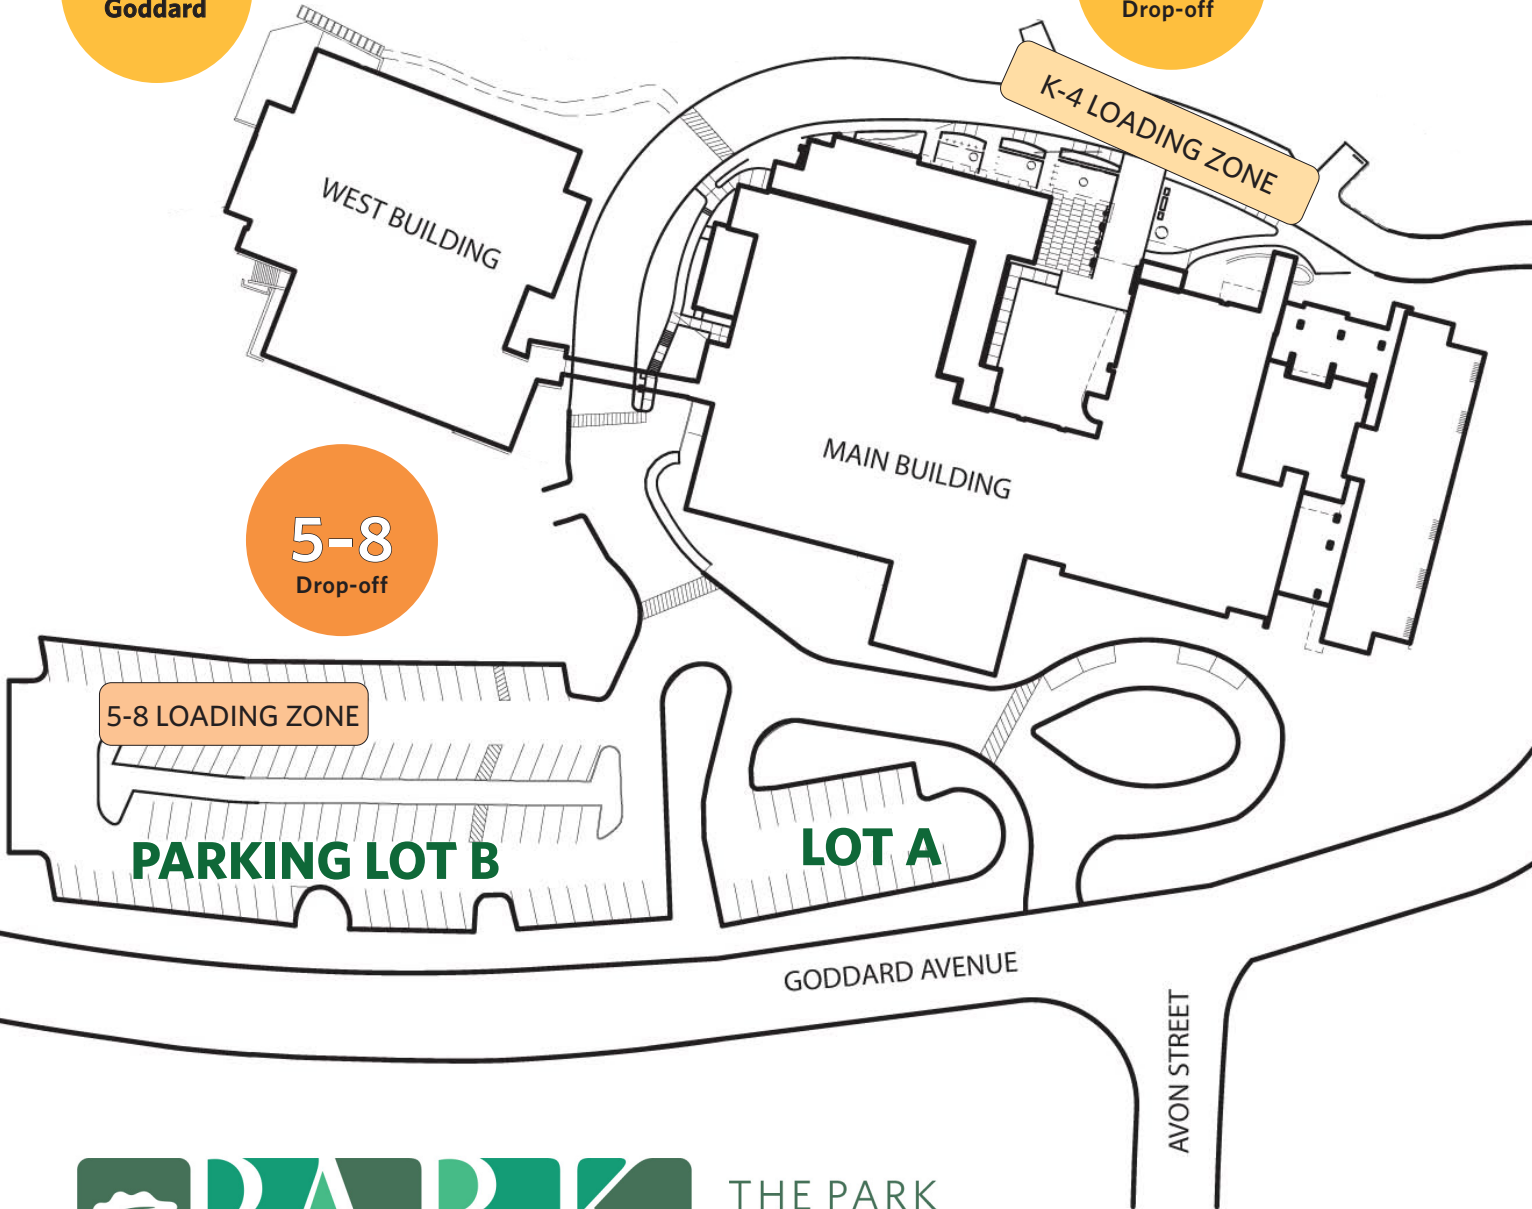 Goddard
Drop-off
K-4 LOADING ZONE
WEST BUILDING
MAIN BUILDING
5-8
Drop-off
5-8 LOADING ZONE
PARKING LOT B
LOT A
GODDARD AVENUE
AVON STREET
PARK
THE PARK